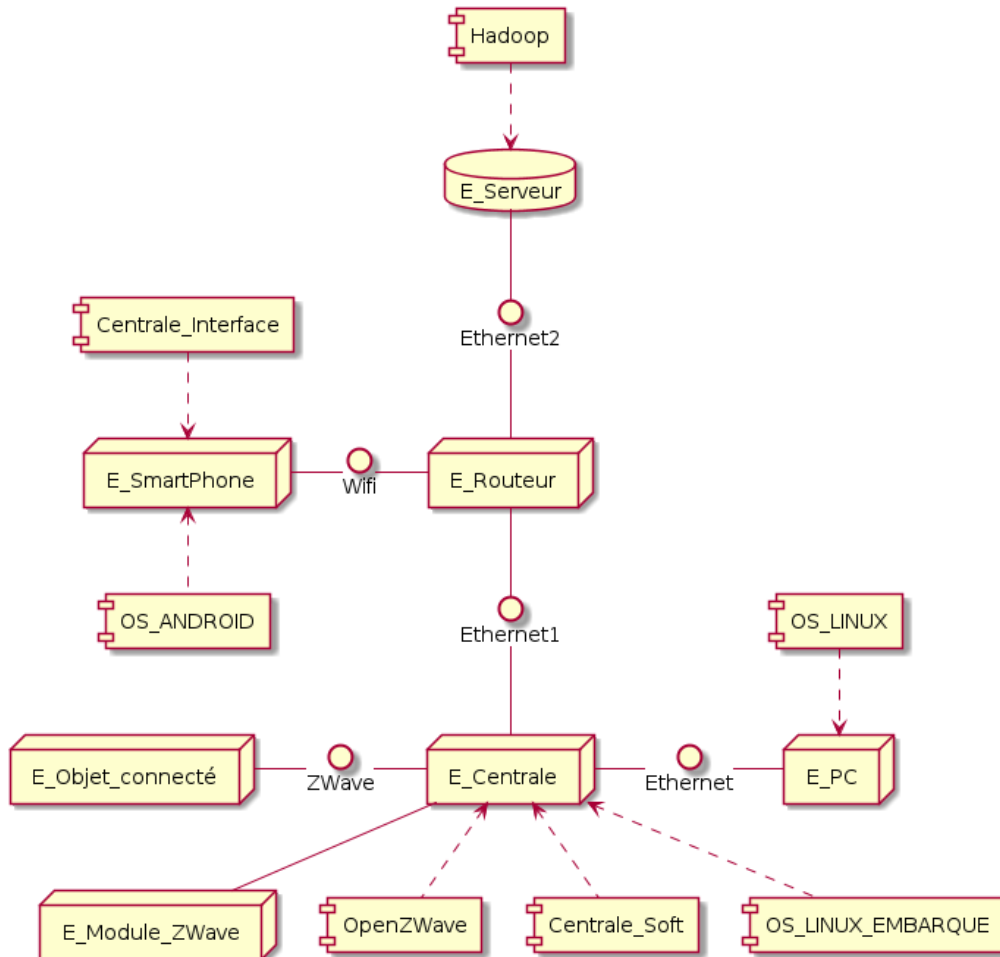 Hadoop
E_Serveur
Ethernet2
Centrale_Interface
E_SmartPhone
Wifi
E_Routeur
OS_ANDROID
Ethernet1
OS_LINUX
E_Objet_connecté
ZWave
E_Centrale
Ethernet
E_PC
E_Module_ZWave
OpenZWave
Centrale_Soft
OS_LINUX_EMBARQUE